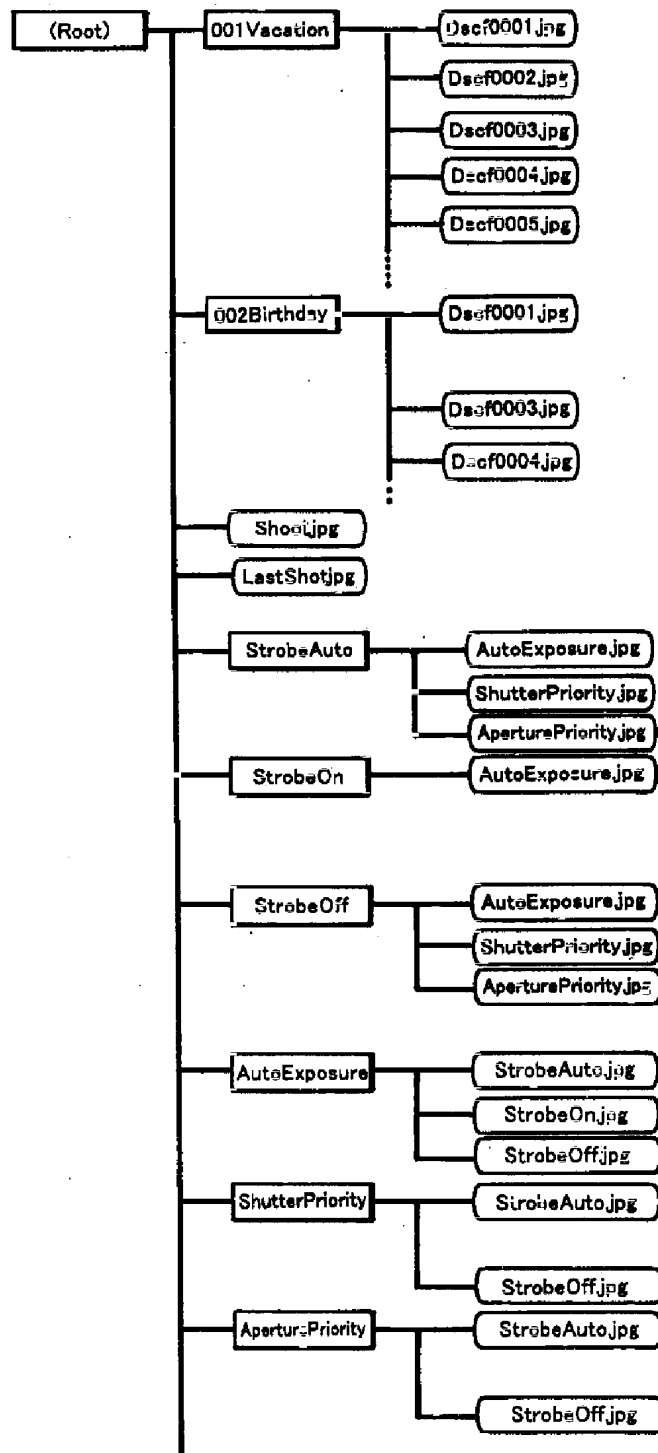 (Root)
001Vacation
Dscf0001.jpg
Dscf0002.jpg
Dscf0003.jpg
Dscf0004.jpg
Dscf0005.jpg
002Birthday
Dscf0001.jpg
Dscf0003.jpg
Dscf0004.jpg
Shoot.jpg
LastShot.jpg
StrobeAuto
AutoExposure.jpg
ShutterPriority.jpg
AperturePriority.jpg
StrobeOn
AutoExposure.jpg
StrobeOff
AutoExposure.jpg
ShutterPriority.jpg
AperturePriority.jpg
AutoExposure
StrobeAuto.jpg
StrobeOn.jpg
StrobeOff.jpg
ShutterPriority
StrobeAuto.jpg
StrobeOff.jpg
AperturePriority
StrobeAuto.jpg
StrobeOff.jpg